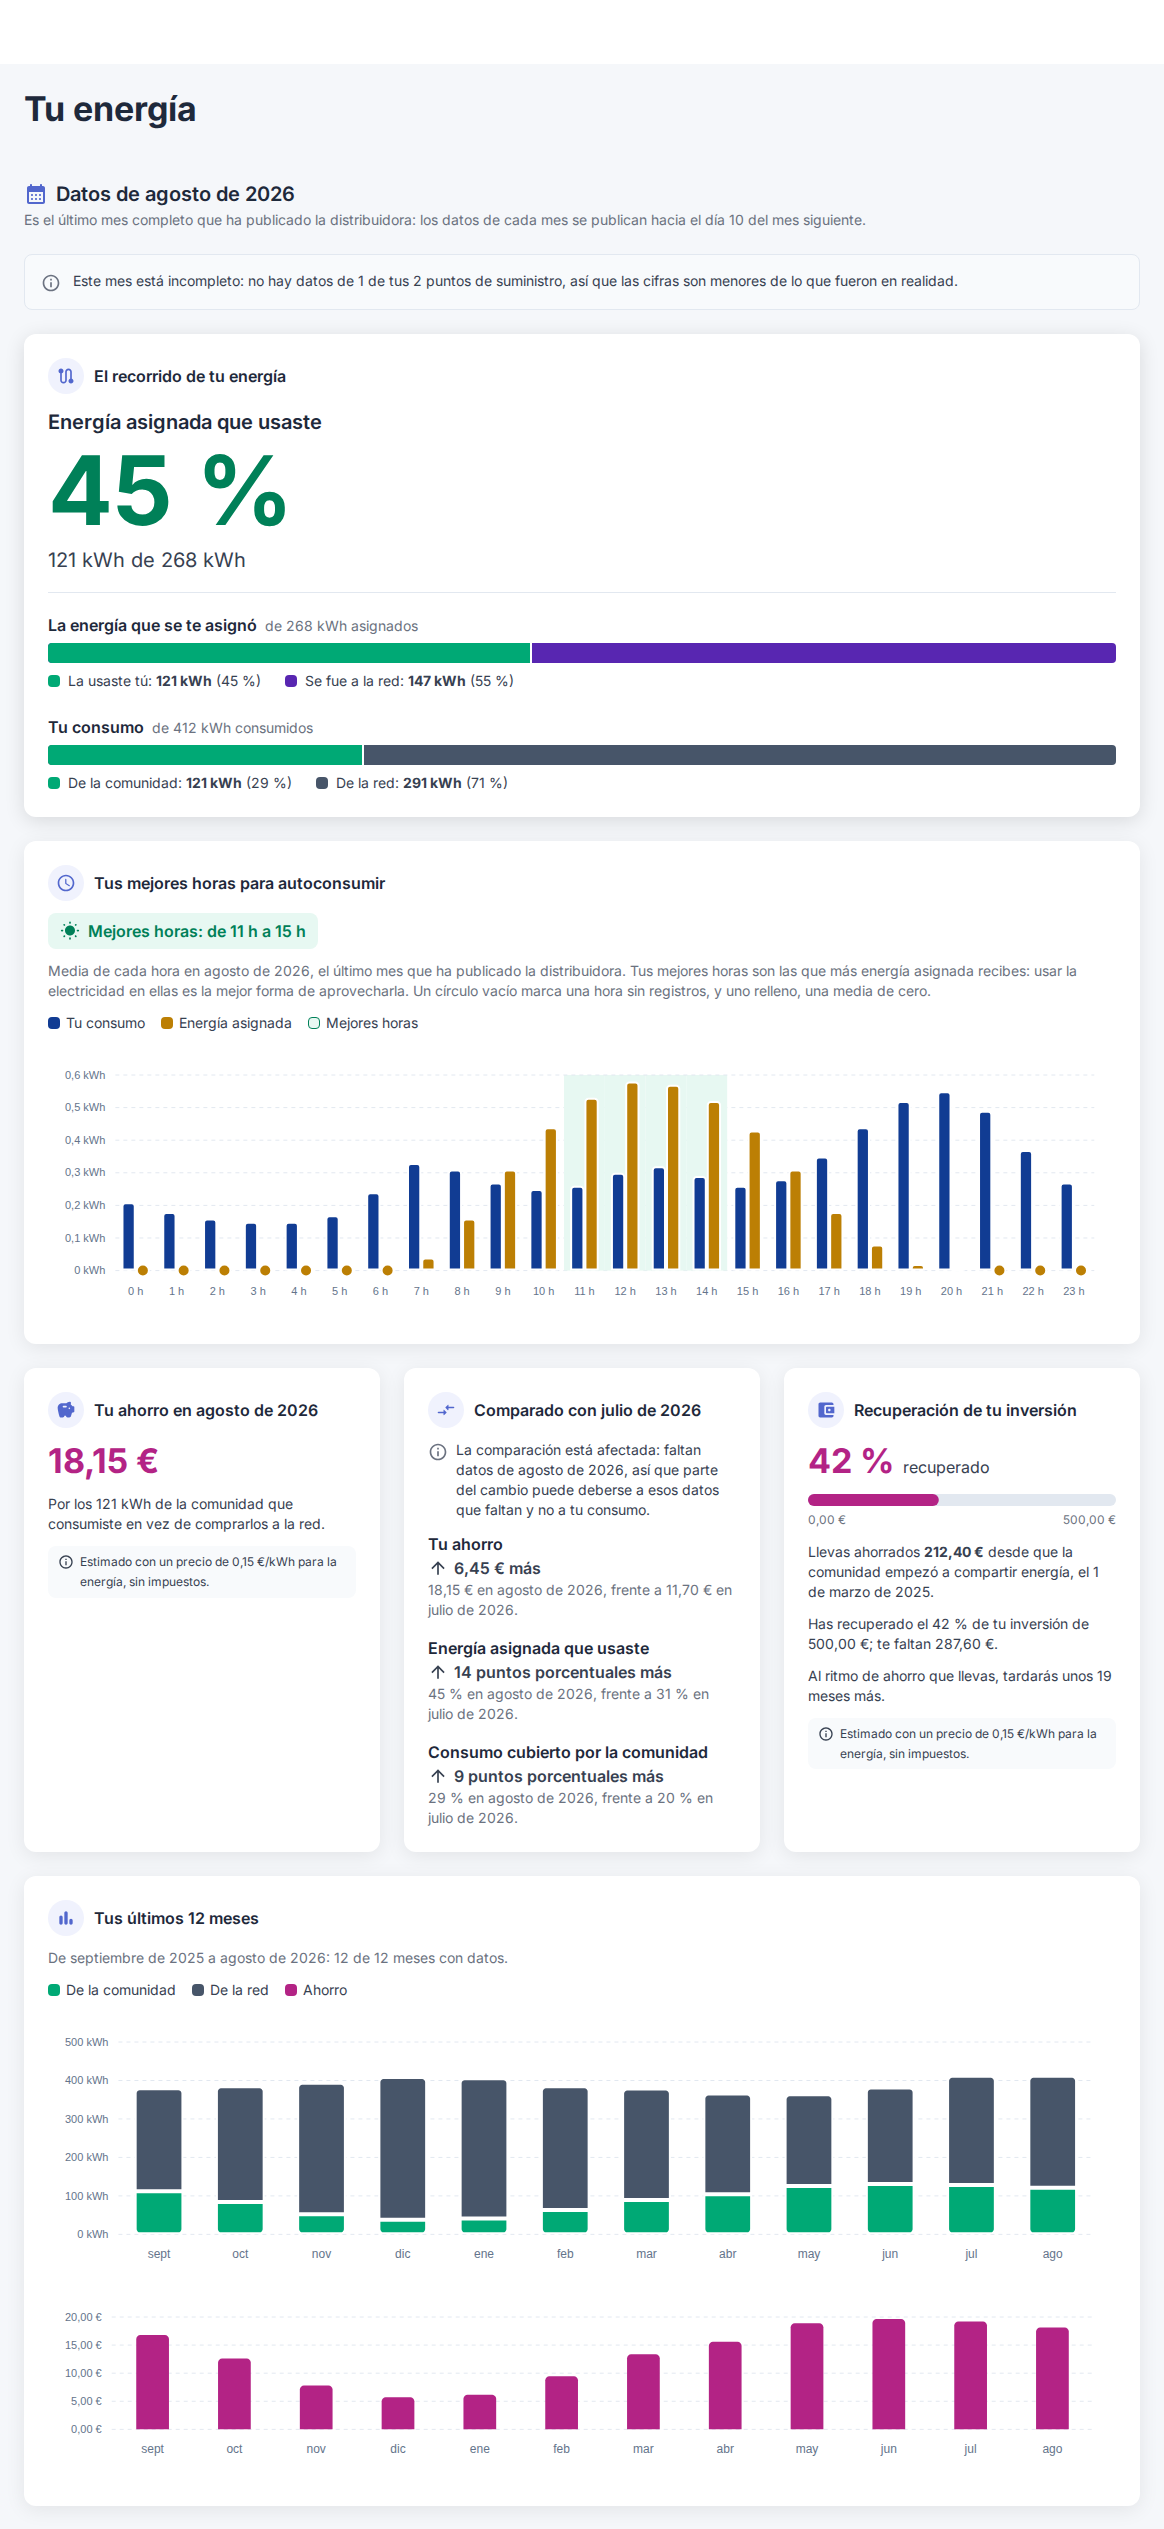 Tu energía
Datos de agosto de 2026
Es el último mes completo que ha publicado la distribuidora: los datos de cada mes se publican hacia el día 10 del mes siguiente.
Este mes está incompleto: no hay datos de 1 de tus 2 puntos de suministro, así que las cifras son menores de lo que fueron en realidad.
El recorrido de tu energía
Energía asignada que usaste
45 %
121 kWh de 268 kWh
La energía que se te asignó de 268 kWh asignados
La usaste tú: 121 kWh (45 %) Se fue a la red: 147 kWh (55 %)
Tu consumo de 412 kWh consumidos
De la comunidad: 121 kWh (29 %) De la red: 291 kWh (71 %)
Tus mejores horas para autoconsumir
Mejores horas: de 11 h a 15 h
Media de cada hora en agosto de 2026, el último mes que ha publicado la distribuidora. Tus mejores horas son las que más energía asignada recibes: usar la
electricidad en ellas es la mejor forma de aprovecharla. Un círculo vacío marca una hora sin registros, y uno relleno, una media de cero.
Tu consumo Energía asignada Mejores horas
0,6 kWh
0,5 kWh
0,4 kWh
0,3 kWh
0,2 kWh
0,1 kWh
0 kWh
0 h 1 h 2 h 3 h 4 h 5 h 6 h 7 h 8 h 9 h 10 h 11 h 12 h 13 h 14 h 15 h 16 h 17 h 18 h 19 h 20 h 21 h 22 h 23 h
Tu ahorro en agosto de 2026
18,15 €
Por los 121 kWh de la comunidad que
consumiste en vez de comprarlos a la red.
Estimado con un precio de 0,15 €/kWh para la
energía, sin impuestos.
Comparado con julio de 2026
La comparación está afectada: faltan
datos de agosto de 2026, así que parte
del cambio puede deberse a esos datos
que faltan y no a tu consumo.
Tu ahorro
6,45 € más
18,15 € en agosto de 2026, frente a 11,70 € en
julio de 2026.
Energía asignada que usaste
14 puntos porcentuales más
45 % en agosto de 2026, frente a 31 % en
julio de 2026.
Consumo cubierto por la comunidad
9 puntos porcentuales más
29 % en agosto de 2026, frente a 20 % en
julio de 2026.
Recuperación de tu inversión
42 % recuperado
0,00 € 500,00 €
Llevas ahorrados 212,40 € desde que la
comunidad empezó a compartir energía, el 1
de marzo de 2025.
Has recuperado el 42 % de tu inversión de
500,00 €; te faltan 287,60 €.
Al ritmo de ahorro que llevas, tardarás unos 19
meses más.
Estimado con un precio de 0,15 €/kWh para la
energía, sin impuestos.
Tus últimos 12 meses
De septiembre de 2025 a agosto de 2026: 12 de 12 meses con datos.
De la comunidad De la red Ahorro
500 kWh
400 kWh
300 kWh
200 kWh
100 kWh
0 kWh
sept oct nov dic ene feb mar abr may jun jul ago
20,00 €
15,00 €
10,00 €
5,00 €
0,00 €
sept oct nov dic ene feb mar abr may jun jul ago